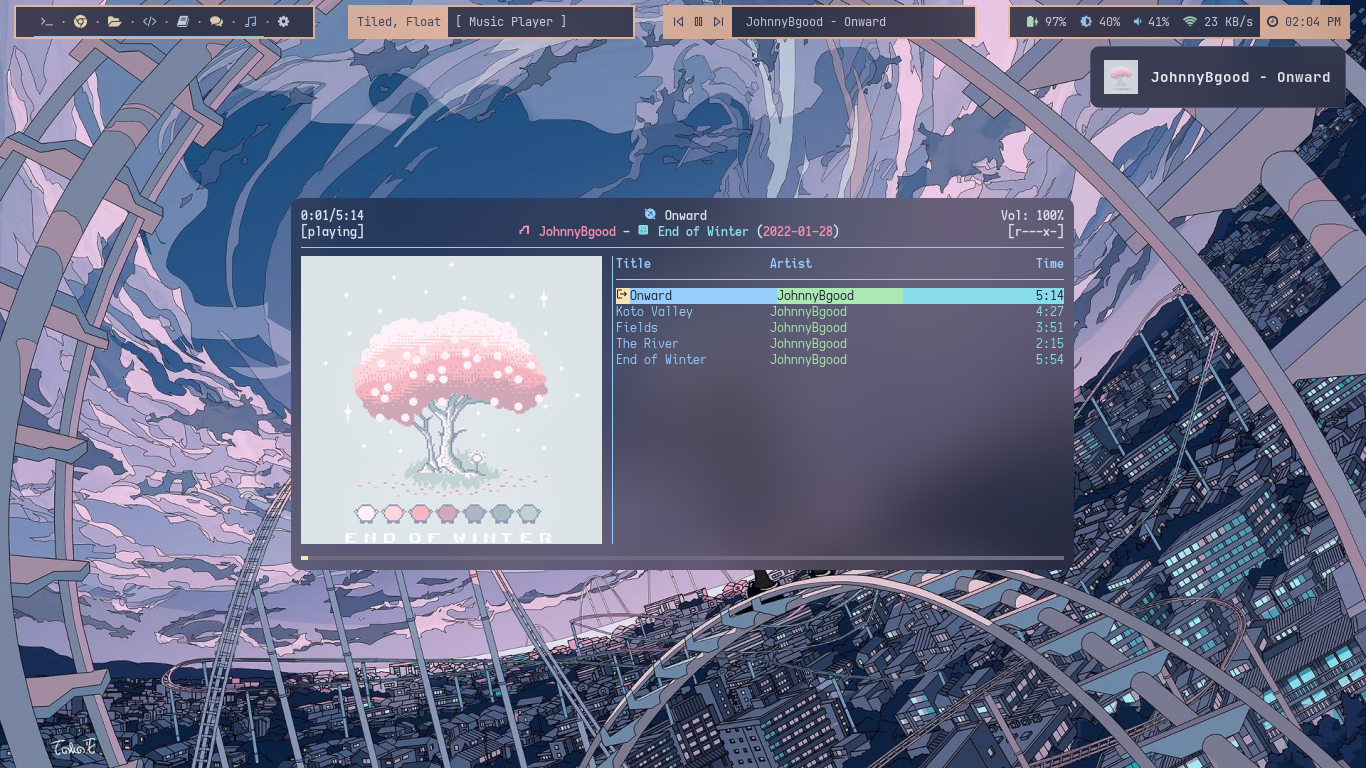 Tiled, Float [ Music Player ]
JohnnyBgood - Onward
97% 40% 41% 23 KB/s 02:04 PM
JohnnyBgood - Onward
0:01/5:14 Onward Vol: 100%
[playing] JohnnyBgood - End of Winter (2022-01-28) [r---x-]
Title Artist Time
Onward JohnnyBgood 5:14
Koto Valley JohnnyBgood 4:27
Fields JohnnyBgood 3:51
The River JohnnyBgood 2:15
End of Winter JohnnyBgood 5:54
END OF WINTER